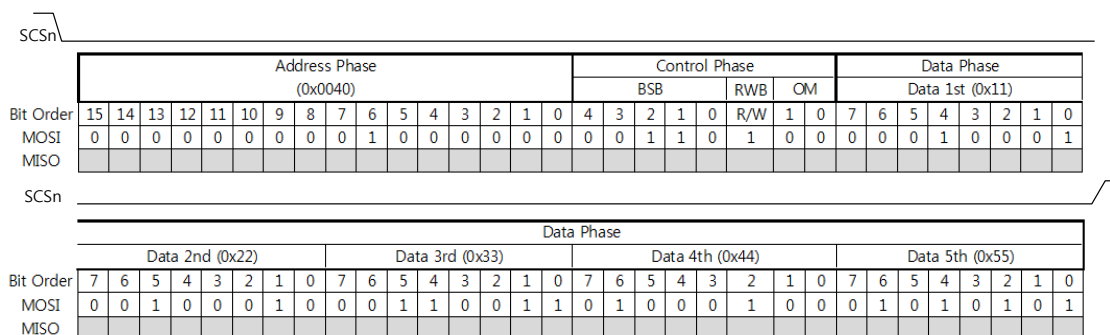 SCSn
Address Phase Control Phase Data Phase
(0x0040) BSB RWB OM Data 1st (0x11)
Bit Order 15 14 13 12 11 10 9 8 7 6 5 4 3 2 1 0 4 3 2 1 0 R/W 1 0 7 6 5 4 3 2 1 0
MOSI 0 0 0 0 0 0 0 0 0 1 0 0 0 0 0 0 0 0 1 1 0 1 0 0 0 0 0 1 0 0 0 1
MISO
SCSn
Data Phase
Data 2nd (0x22) Data 3rd (0x33) Data 4th (0x44) Data 5th (0x55)
Bit Order 7 6 5 4 3 2 1 0 7 6 5 4 3 2 1 0 7 6 5 4 3 2 1 0 7 6 5 4 3 2 1 0
MOSI 0 0 1 0 0 0 1 0 0 0 1 1 0 0 1 1 0 1 0 0 0 1 0 0 0 1 0 1 0 1 0 1
MISO